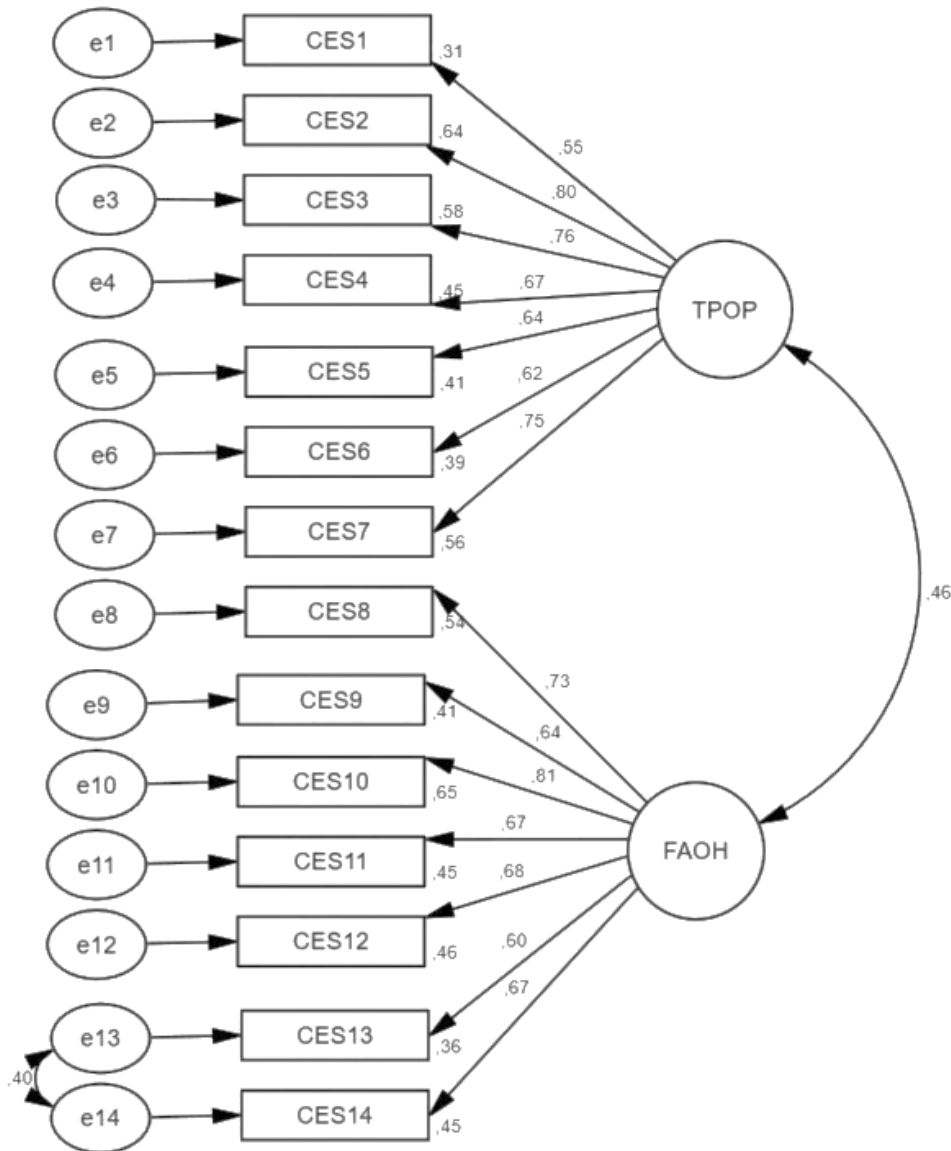 e1
CES1
,31
e2
CES2
,64
,55
e3
CES3
,58
,80
,76
e4
CES4
,45
,67
TPOP
,64
e5
CES5
,41
,62
,75
e6
CES6
,39
e7
CES7
,56
e8
CES8
,54
,46
e9
CES9
,41
,73
,64
e10
CES10
,65
,81
e11
CES11
,45
,67
FAOH
,68
e12
CES12
,46
,60
,67
e13
CES13
,36
,40
e14
CES14
,45